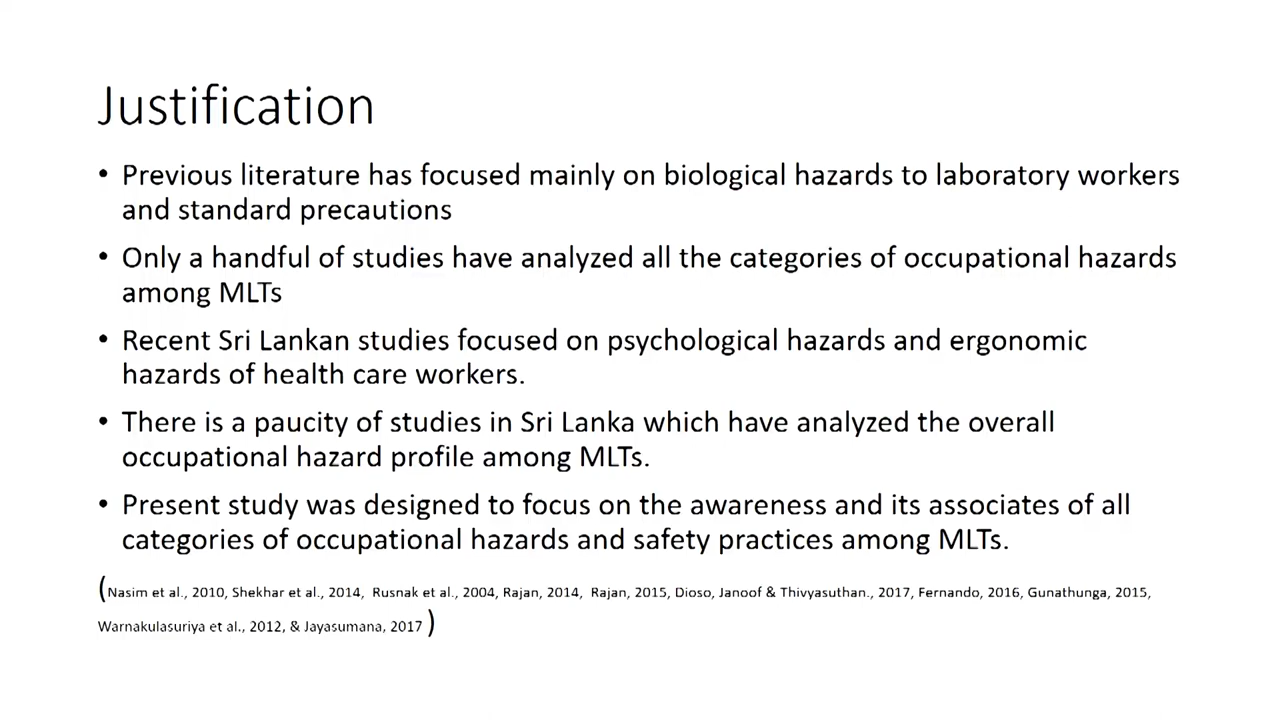 Justification
• Previous literature has focused mainly on biological hazards to laboratory workers
and standard precautions
• Only a handful of studies have analyzed all the categories of occupational hazards
among MLTs
• Recent Sri Lankan studies focused on psychological hazards and ergonomic
hazards of health care workers.
• There is a paucity of studies in Sri Lanka which have analyzed the overall
occupational hazard profile among MLTs.
• Present study was designed to focus on the awareness and its associates of all
categories of occupational hazards and safety practices among MLTs.
(Nasim et al., 2010, Shekhar et al., 2014, Rusnak et al., 2004, Rajan, 2014, Rajan, 2015, Dioso, Janoof & Thivyasuthan., 2017, Fernando, 2016, Gunathunga, 2015,
Warnakulasuriya et al., 2012, & Jayasumana, 2017 )